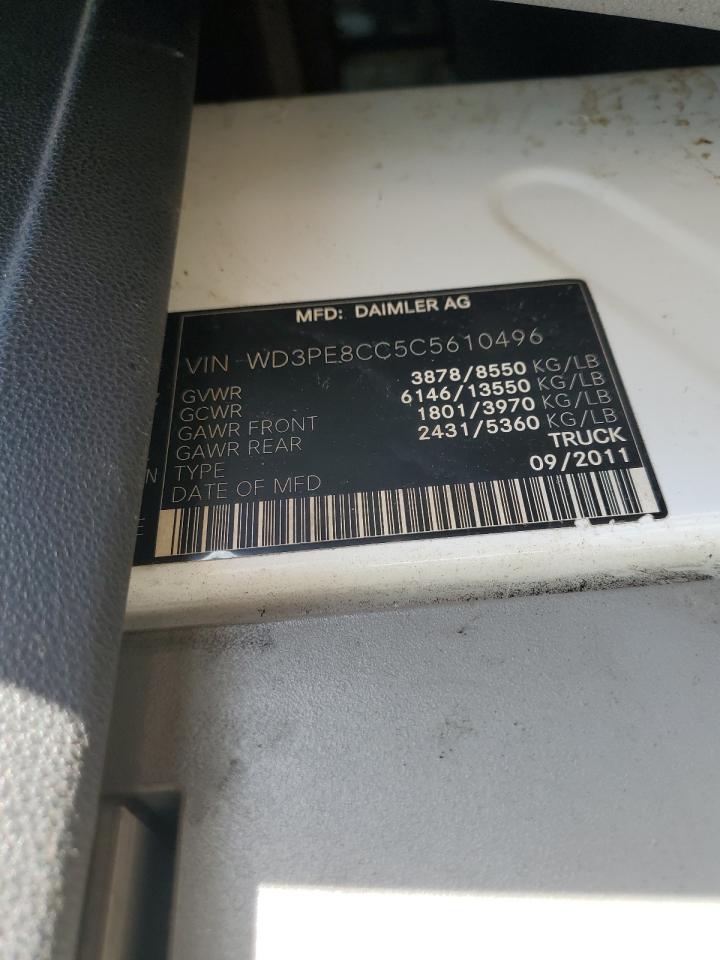 MFD: DAIMLER AG
VIN -WD3PE8CC5C5610496
GVWR 3878/8550 KG/LB
GCWR 6146/13550 KG/LB
GAWR FRONT 1801/3970 KG/LB
GAWR REAR 2431/5360 KG/LB
TYPE TRUCK
DATE OF MFD 09/2011